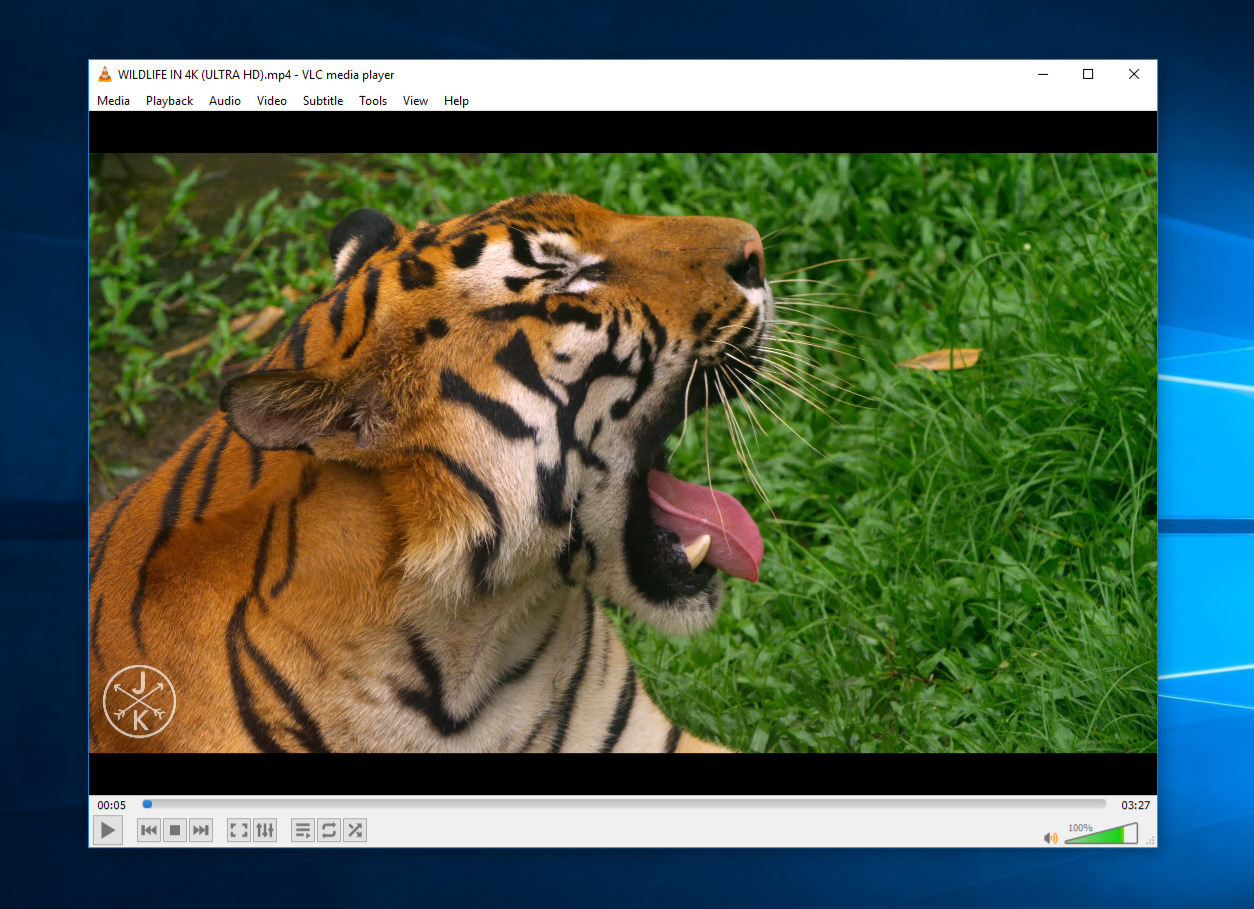 WILDLIFE IN 4K (ULTRA HD).mp4 - VLC media player
Media Playback Audio Video Subtitle Tools View Help
J
K
00:05 03:27
100%